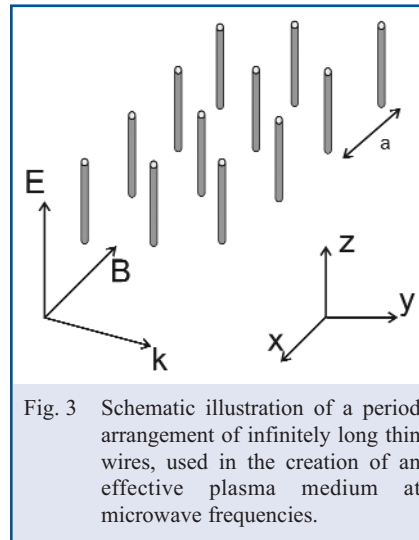 a
E
B
k
z
y
x
Fig. 3 Schematic illustration of a period
arrangement of infinitely long thin
wires, used in the creation of an
effective plasma medium at
microwave frequencies.